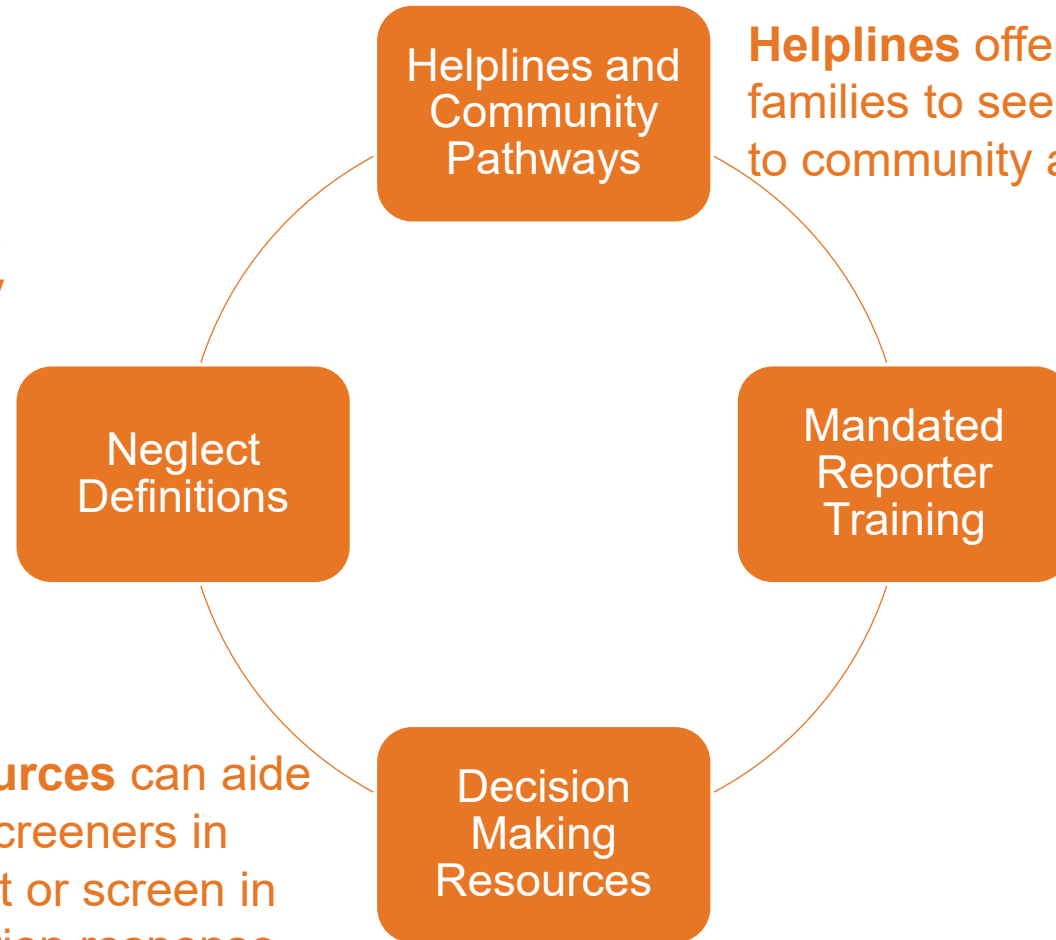 Helplines and
Community
Pathways
Helplines
families to
to community
Neglect
Definitions
Mandated
Reporter
Training
can aide
in
or screen in
Decision
Making
Resources